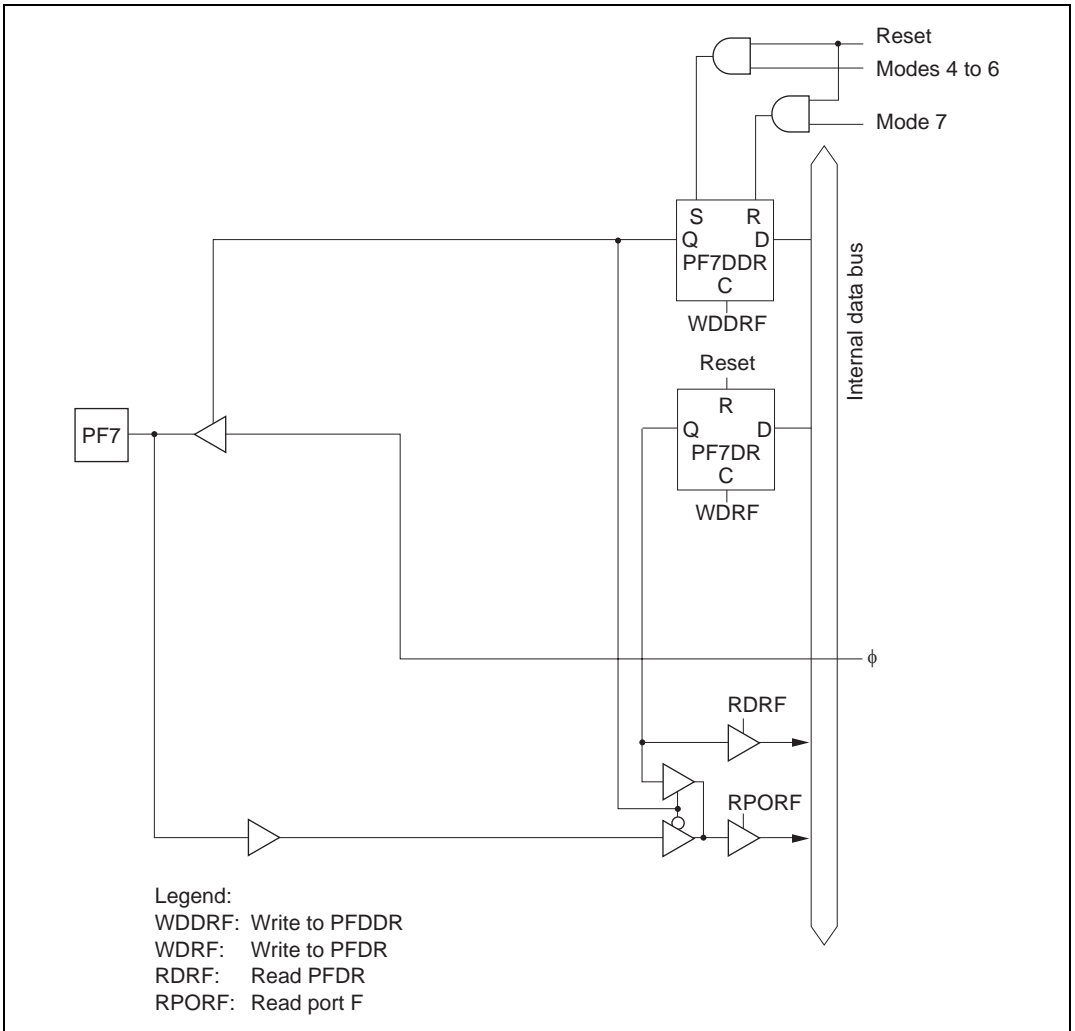 Reset
Modes 4 to 6
Mode 7
S R
Q D
PF7DDR
C
WDDRF
Internal data bus
Reset
R
PF7
Q D
PF7DR
C
WDRF
ϕ
RDRF
RPORF
Legend:
WDDRF: Write to PFDDR
WDRF: Write to PFDR
RDRF: Read PFDR
RPORF: Read port F